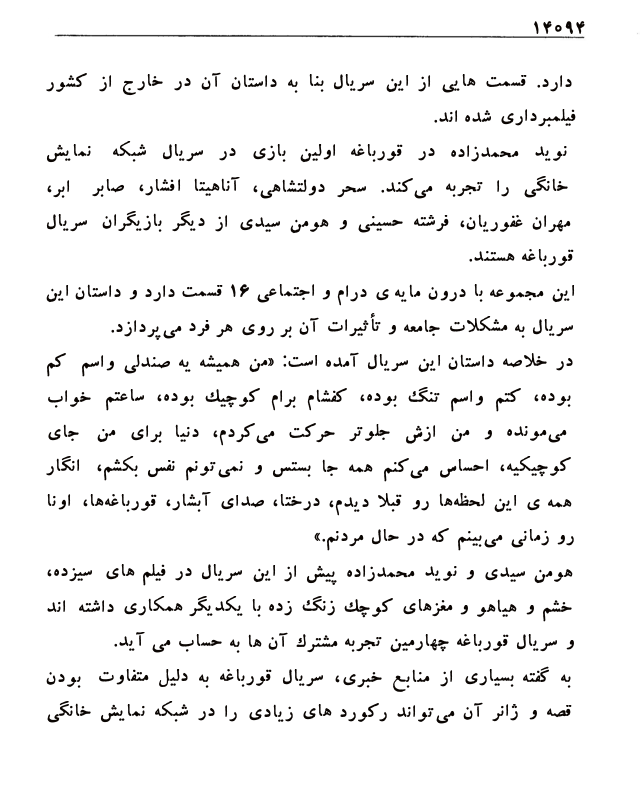 ۱۴۰۹۴
دارد. قسمت هایی از این سریال بنا به داستان آن در خارج از کشور
فیلمبرداری شده اند.
نوید محمدزاده در قورباغه اولین بازی در سریال شبکه نمایش
خانگی را تجربه می‌کند. سحر دولتشاهی، آناهیتا افشار، صابر ابر،
مهران غفوریان، فرشته حسینی و هومن سیدی از دیگر بازیگران سریال
قورباغه هستند.
این مجموعه با درون مایه ی درام و اجتماعی ۱۶ قسمت دارد و داستان این
سریال به مشکلات جامعه و تأثیرات آن بر روی هر فرد می‌پردازد.
در خلاصه داستان این سریال آمده است: «من همیشه یه صندلی واسم کم
بوده، کتم واسم تنگ بوده، کفشام برام کوچیك بوده، ساعتم خواب
می‌مونده و من ازش جلوتر حرکت می‌کردم، دنیا برای من جای
کوچیکیه، احساس می‌کنم همه جا بستس و نمی‌تونم نفس بکشم، انگار
همه ی این لحظه‌ها رو قبلا دیدم، درختا، صدای آبشار، قورباغه‌ها، اونا
رو زمانی می‌بینم که در حال مردنم.»
هومن سیدی و نوید محمدزاده پیش از این سریال در فیلم های سیزده،
خشم و هیاهو و مغزهای کوچك زنگ زده با یکدیگر همکاری داشته اند
و سریال قورباغه چهارمین تجربه مشترك آن ها به حساب می آید.
به گفته بسیاری از منابع خبری، سریال قورباغه به دلیل متفاوت بودن
قصه و ژانر آن می‌تواند رکورد های زیادی را در شبکه نمایش خانگی